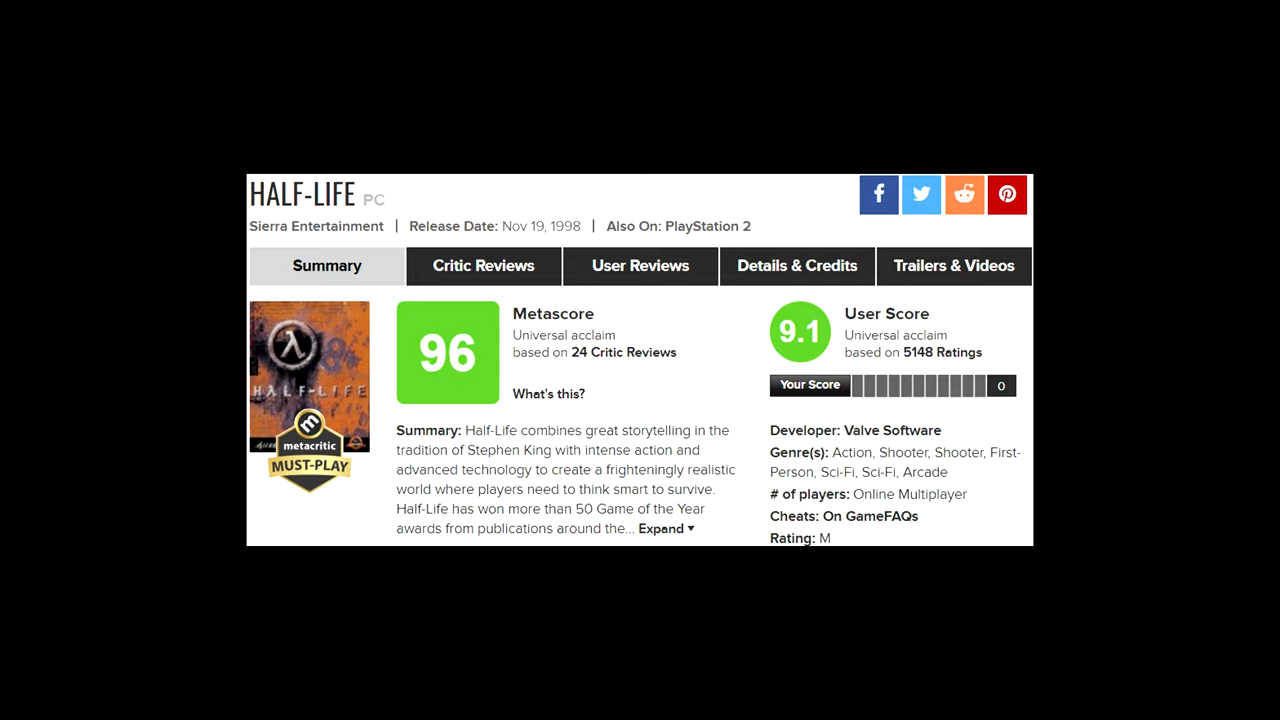 HALF-LIFE PC
Sierra Entertainment | Release Date: Nov 19, 1998 | Also On: PlayStation 2
Summary Critic Reviews User Reviews Details & Credits Trailers & Videos
HALF-LIFE
metacritic
MUST-PLAY
96
Metascore
Universal acclaim
based on 24 Critic Reviews
What's this?
9.1
User Score
Universal acclaim
based on 5148 Ratings
Your Score 0
Summary: Half-Life combines great storytelling in the
tradition of Stephen King with intense action and
advanced technology to create a frighteningly realistic
world where players need to think smart to survive.
Half-Life has won more than 50 Game of the Year
awards from publications around the... Expand
Developer: Valve Software
Genre(s): Action, Shooter, Shooter, First-
Person, Sci-Fi, Sci-Fi, Arcade
# of players: Online Multiplayer
Cheats: On GameFAQs
Rating: M